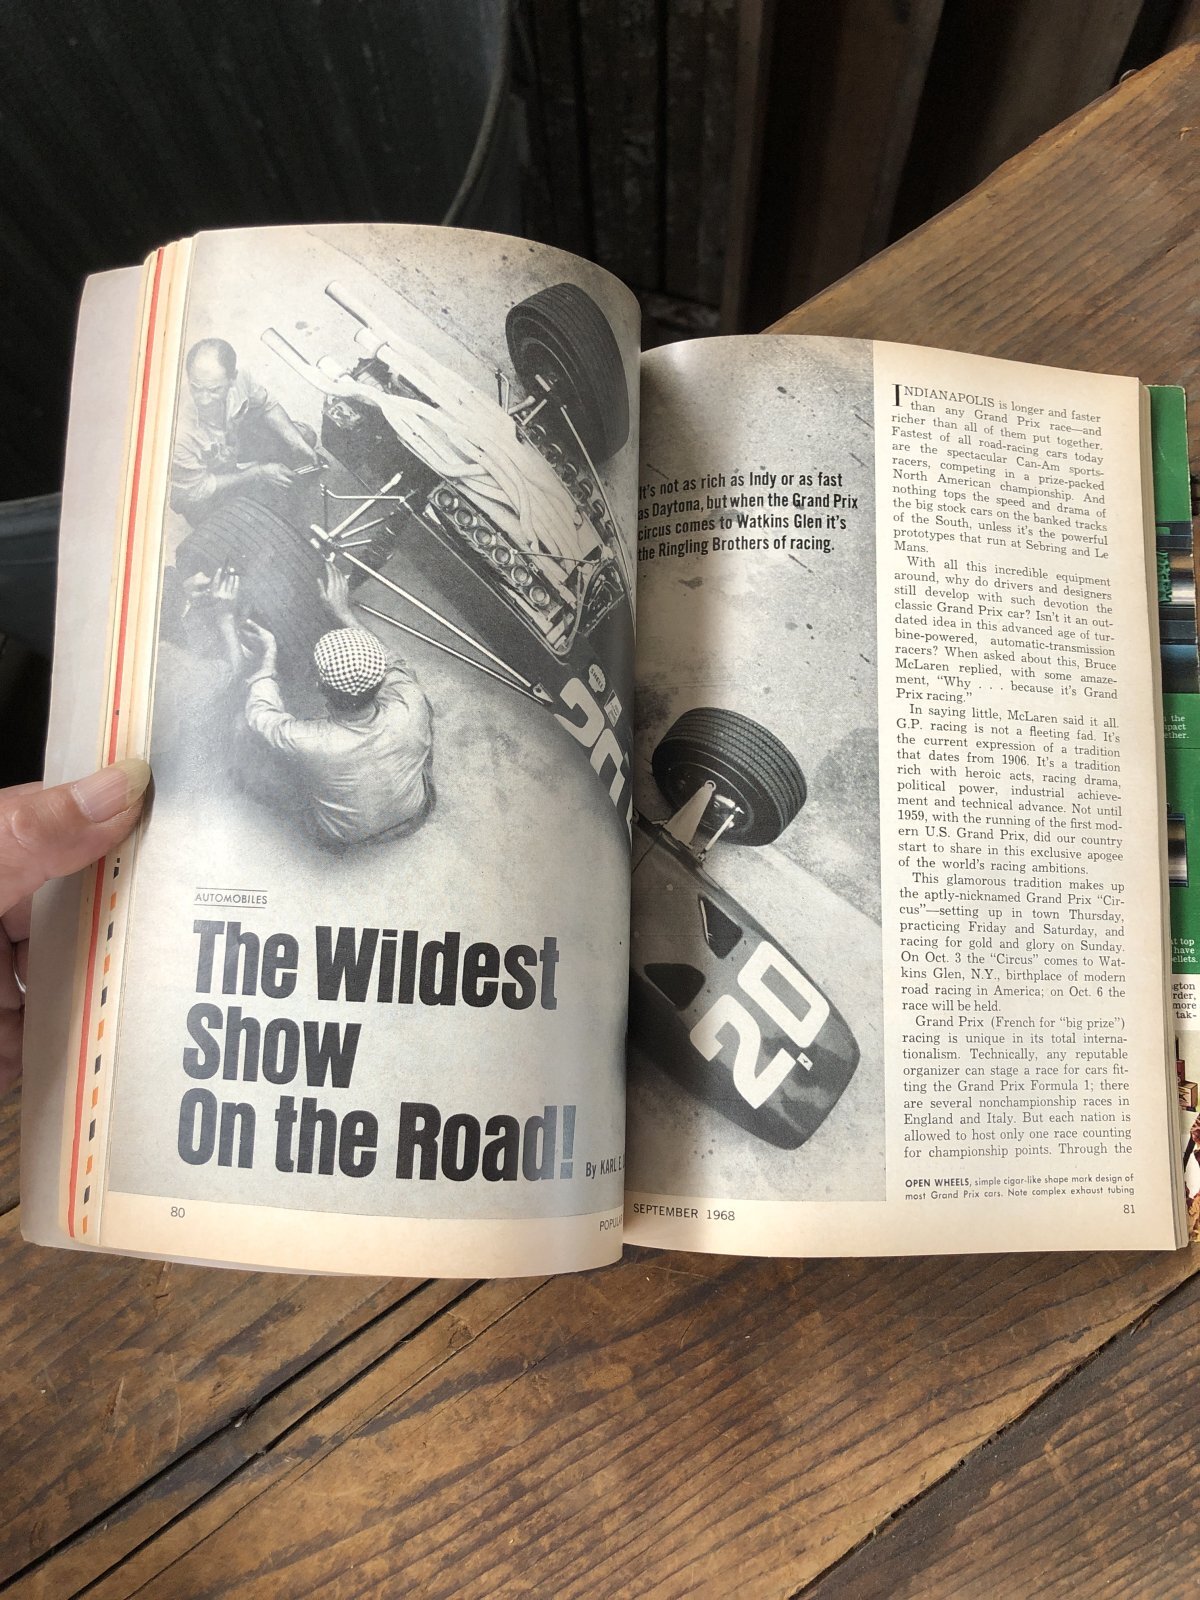 AUTOMOBILES
The Wildest
Show
On the Road!
By KARL E.
80
POPULAR
SHELL
20
It's not as rich as Indy or as fast
as Daytona, but when the Grand Prix
circus comes to Watkins Glen it's
the Ringling Brothers of racing.
20
SEPTEMBER 1968
INDIANAPOLIS is longer and faster
than any Grand Prix race—and
richer than all of them put together.
Fastest of all road-racing cars today
are the spectacular Can-Am sports-
racers, competing in a prize-packed
North American championship. And
nothing tops the speed and drama of
the big stock cars on the banked tracks
of the South, unless it's the powerful
prototypes that run at Sebring and Le
Mans.
With all this incredible equipment
around, why do drivers and designers
still develop with such devotion the
classic Grand Prix car? Isn't it an out-
dated idea in this advanced age of tur-
bine-powered, automatic-transmission
racers? When asked about this, Bruce
McLaren replied, with some amaze-
ment, "Why . . . because it's Grand
Prix racing."
In saying little, McLaren said it all.
G.P. racing is not a fleeting fad. It's
the current expression of a tradition
that dates from 1906. It's a tradition
rich with heroic acts, racing drama,
political power, industrial achieve-
ment and technical advance. Not until
1959, with the running of the first mod-
ern U.S. Grand Prix, did our country
start to share in this exclusive apogee
of the world's racing ambitions.
This glamorous tradition makes up
the aptly-nicknamed Grand Prix "Cir-
cus"—setting up in town Thursday,
practicing Friday and Saturday, and
racing for gold and glory on Sunday.
On Oct. 3 the "Circus" comes to Wat-
kins Glen, N.Y., birthplace of modern
road racing in America; on Oct. 6 the
race will be held.
Grand Prix (French for "big prize")
racing is unique in its total interna-
tionalism. Technically, any reputable
organizer can stage a race for cars fit-
ting the Grand Prix Formula 1; there
are several nonchampionship races in
England and Italy. But each nation is
allowed to host only one race counting
for championship points. Through the
OPEN WHEELS, simple cigar-like shape mark design of
most Grand Prix cars. Note complex exhaust tubing
81
the
ether.
top
have
ellets.
gton
rder,
more
tak-